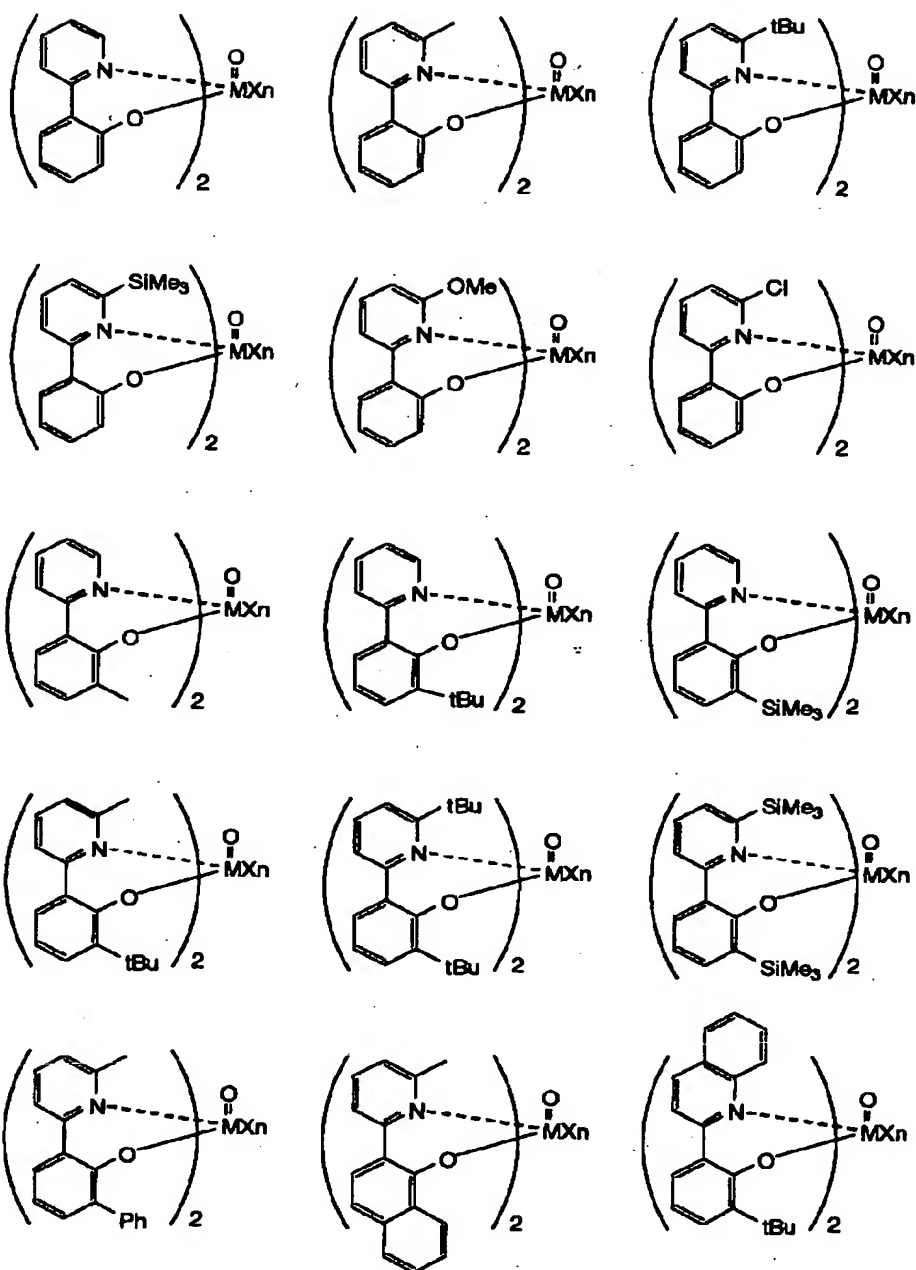 tBu
O O O
N MXn N MXn N MXn
O O O
2 2 2
SiMe₃ OMe Cl
O O O
N MXn N MXn N MXn
O O O
2 2 2
O O O
N MXn N MXn N MXn
O O O
2 tBu 2 SiMe₃ 2
tBu SiMe₃
O O O
N MXn N MXn N MXn
O O O
tBu 2 tBu 2 SiMe₃ 2
O O O
N MXn N MXn N MXn
O O O
Ph 2 2 tBu 2